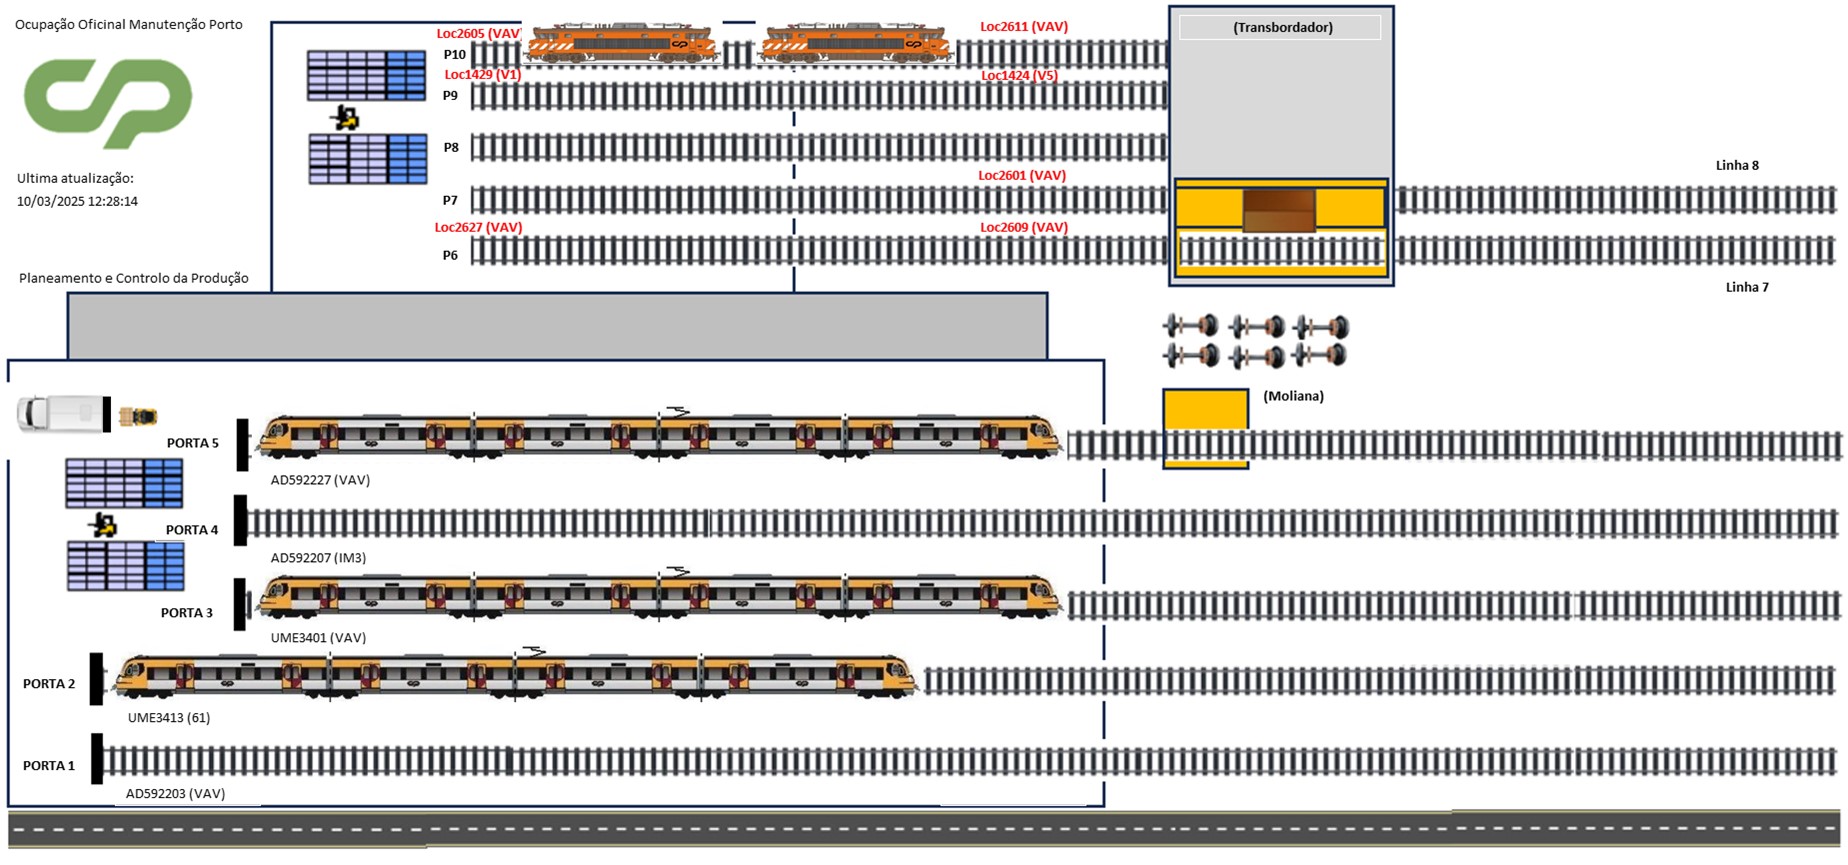 Ocupação Oficinal Manutenção Porto
cp
Ultima atualização:
10/03/2025 12:28:14
Planeamento e Controlo da Produção
Loc2605 (VAV)
Loc2611 (VAV)
P10
Loc1429 (V1)
Loc1424 (V5)
P9
P8
Loc2601 (VAV)
P7
Loc2627 (VAV)
Loc2609 (VAV)
P6
(Transbordador)
Linha 8
Linha 7
(Moliana)
PORTA 5
AD592227 (VAV)
PORTA 4
AD592207 (IM3)
PORTA 3
UME3401 (VAV)
PORTA 2
UME3413 (61)
PORTA 1
AD592203 (VAV)